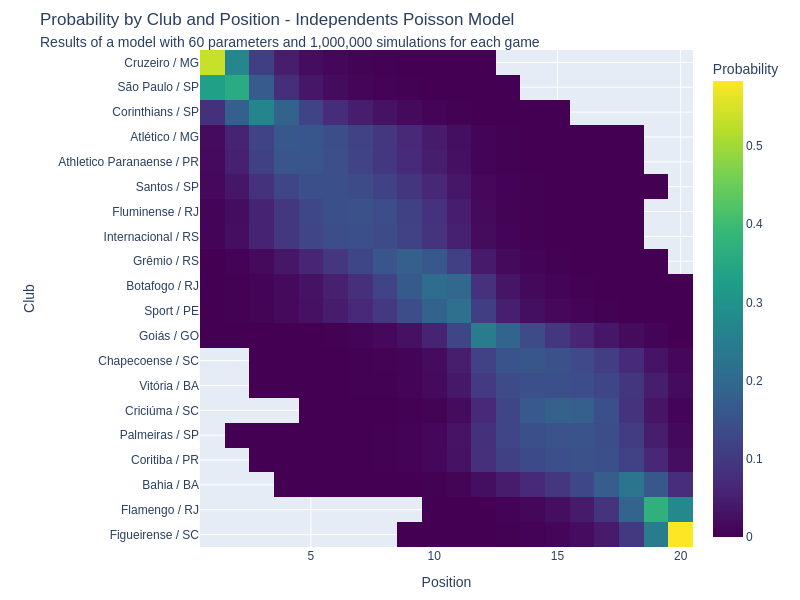 Probability by Club and Position - Independents Poisson Model
Results of a model with 60 parameters and 1,000,000 simulations for each game
Probability
Cruzeiro / MG
São Paulo / SP
Corinthians / SP
Atlético / MG
Athletico Paranaense / PR
Santos / SP
Fluminense / RJ
Internacional / RS
Grêmio / RS
Botafogo / RJ
Sport / PE
Goiás / GO
Chapecoense / SC
Vitória / BA
Criciúma / SC
Palmeiras / SP
Coritiba / PR
Bahia / BA
Flamengo / RJ
Figueirense / SC
Club
5 10 15 20
Position
0.5
0.4
0.3
0.2
0.1
0